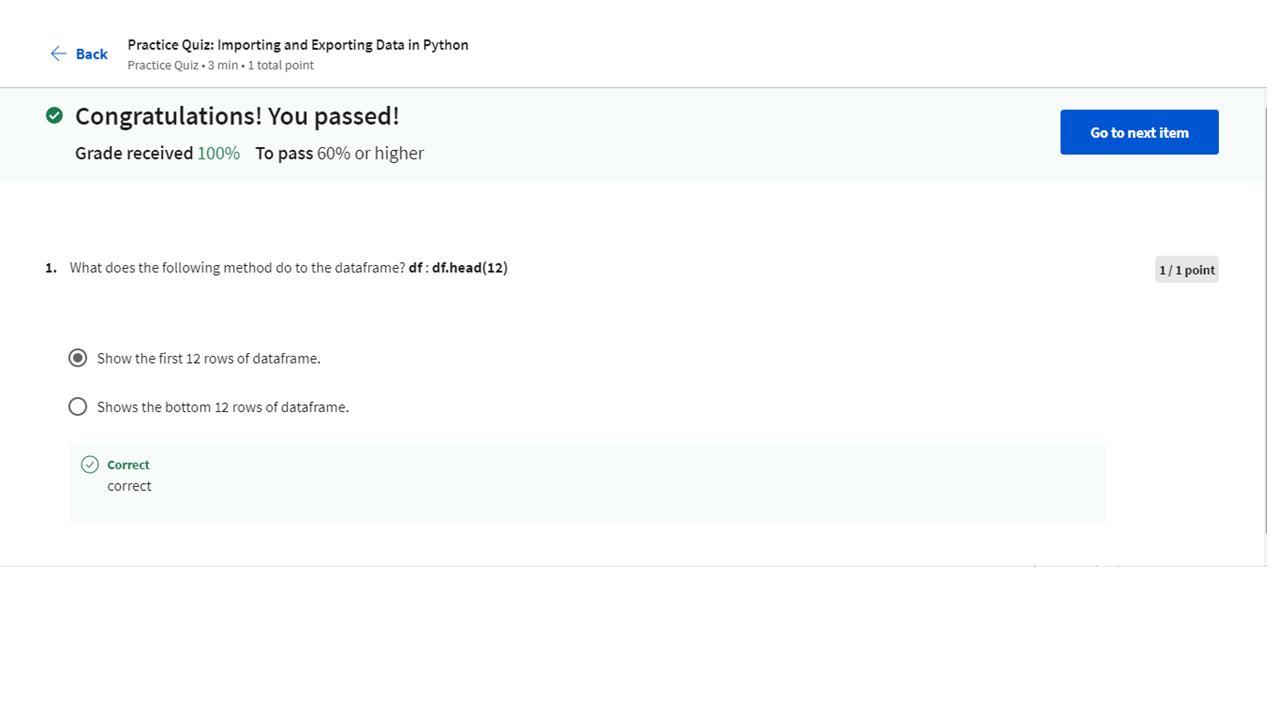 Back
Practice Quiz: Importing and Exporting Data in Python
Practice Quiz • 3 min • 1 total point
Congratulations! You passed!
Grade received 100% To pass 60% or higher
Go to next item
1. What does the following method do to the dataframe? df : df.head(12)
1 / 1 point
Show the first 12 rows of dataframe.
Shows the bottom 12 rows of dataframe.
Correct
correct